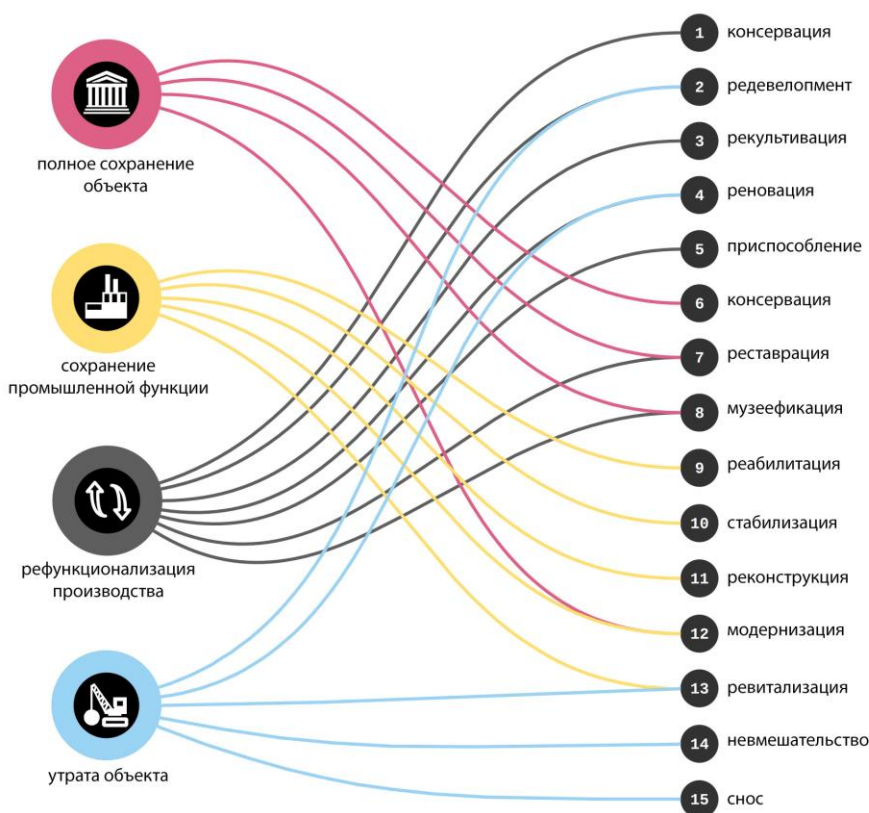 полное сохранение
объекта
сохранение
промышленной функции
рефункционализация
производства
утрата объекта
1 консервация
2 редевелопмент
3 рекультивация
4 реновация
5 приспособление
6 консервация
7 реставрация
8 музеефикация
9 реабилитация
10 стабилизация
11 реконструкция
12 модернизация
13 ревитализация
14 невмешательство
15 снос